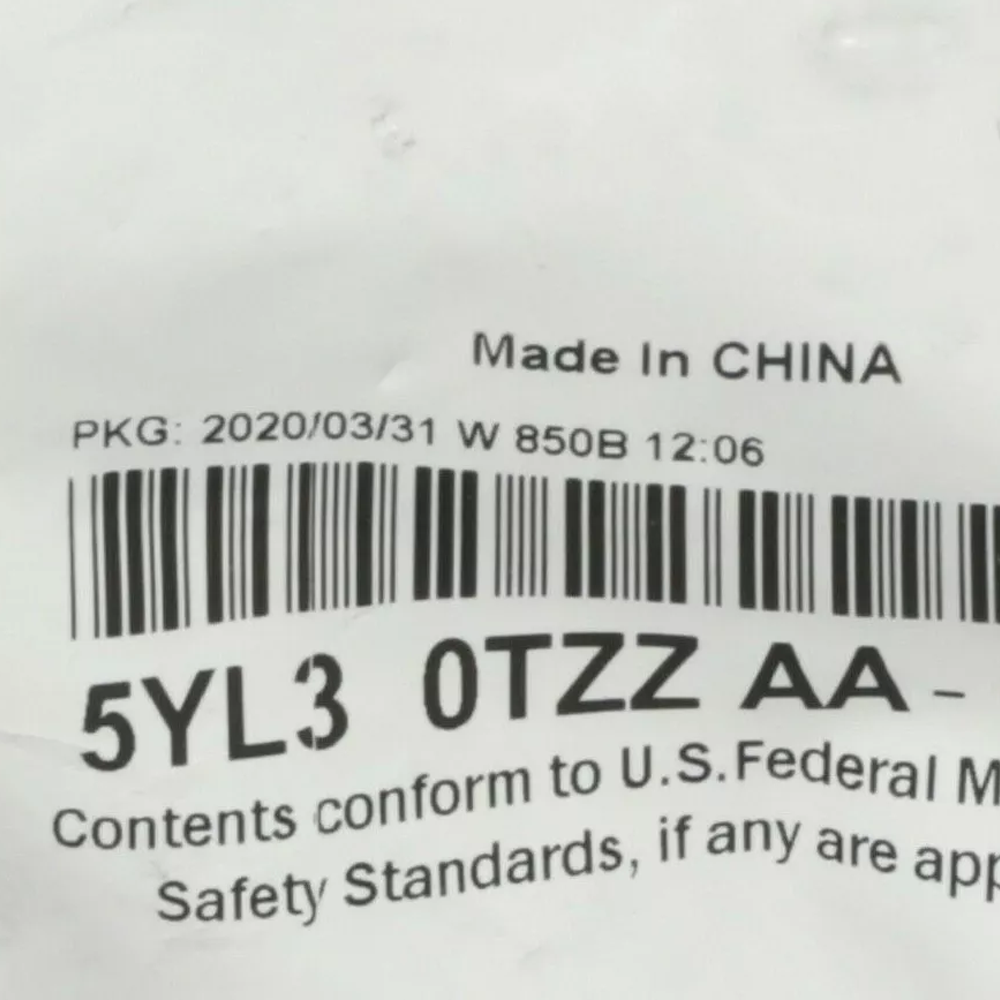 Made In CHINA
PKG: 2020/03/31 W 850B 12:06
5YL3 0TZZ AA-
Contents conform to U.S.Federal M
Safety Standards, if any are app